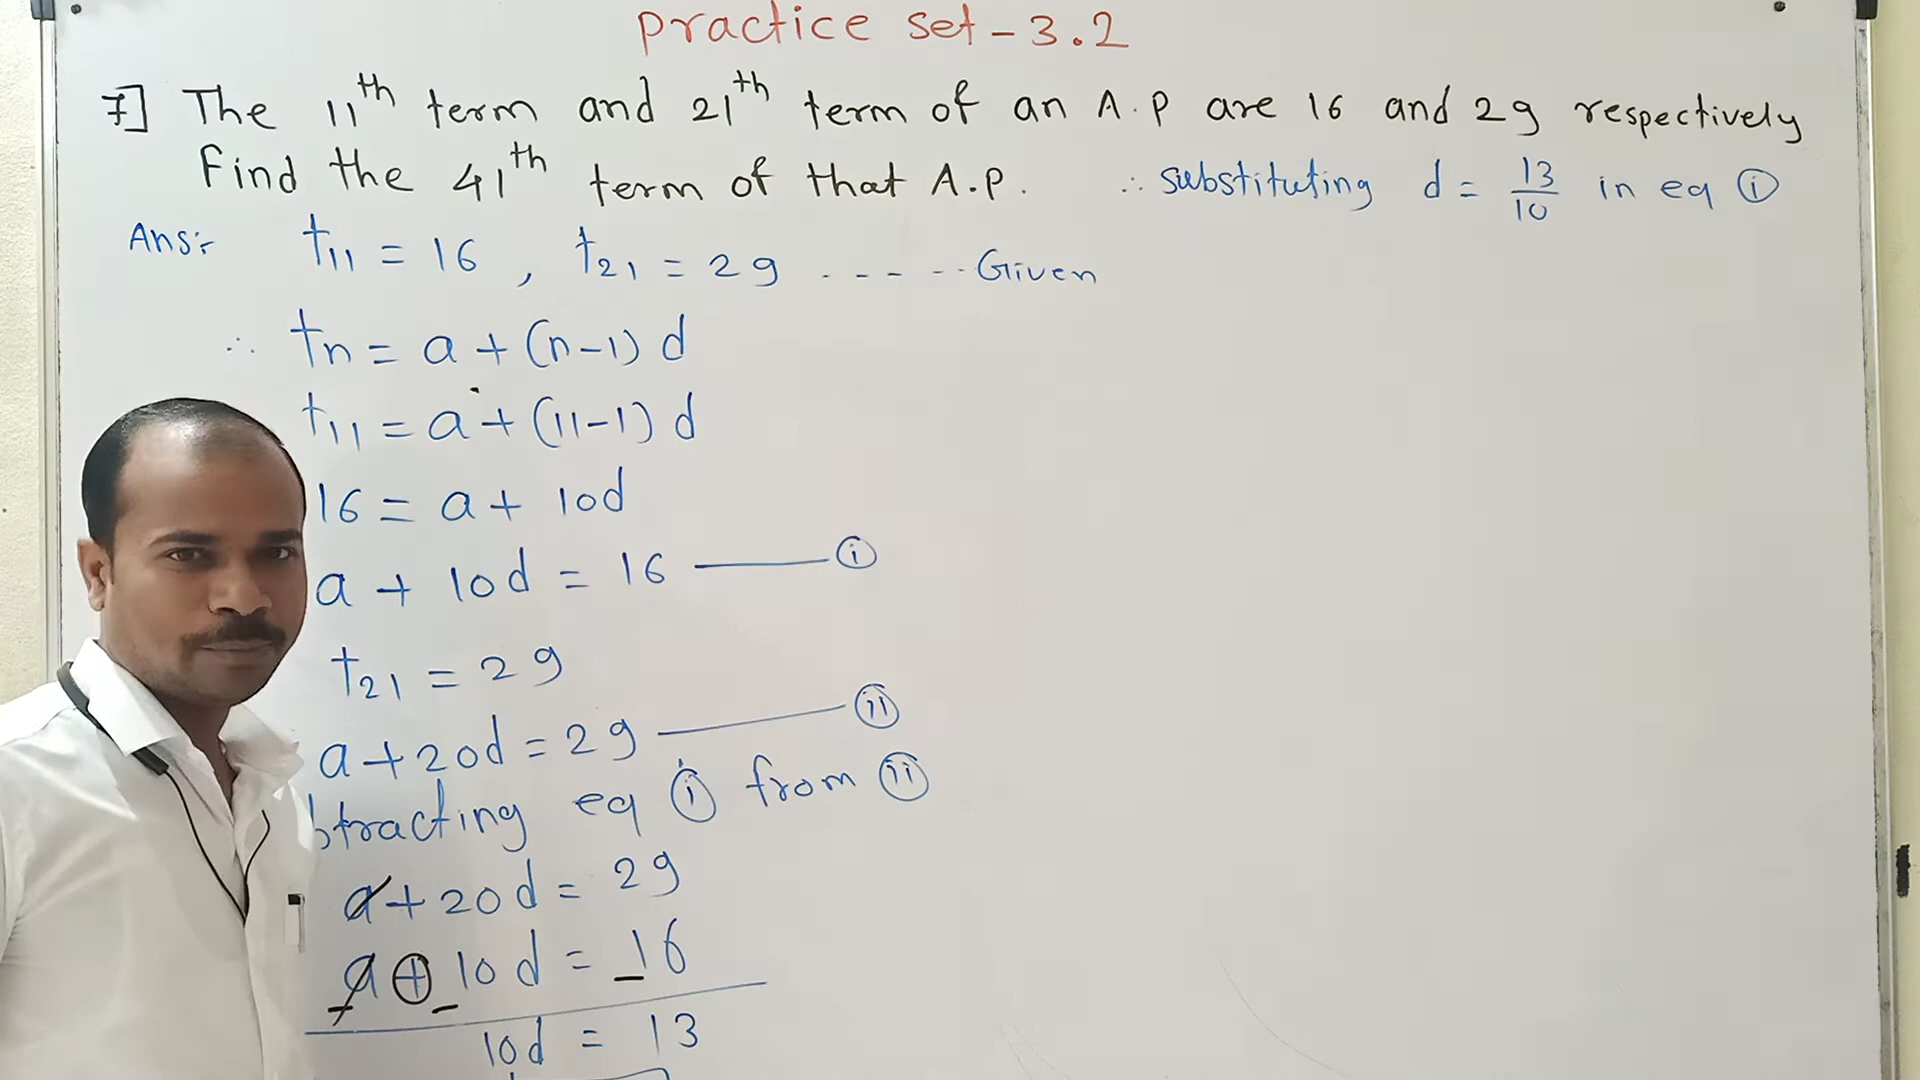 Practice set - 3.2
7] The 11th term and 21th term of an A.P are 16 and 29 respectively
Find the 41th term of that A.P.
Ans:- t11 = 16 , t21 = 29 ----- Given
∴ tn = a + (n-1) d
t11 = a + (11-1) d
16 = a + 10d
a + 10d = 16 —— (i)
t21 = 29
a + 20d = 29 —— (ii)
btracting eq (i) from (ii)
a + 20d = 29
a + 10d = 16
- - -
10d = 13
∴ substituting d = 13/10 in eq (i)